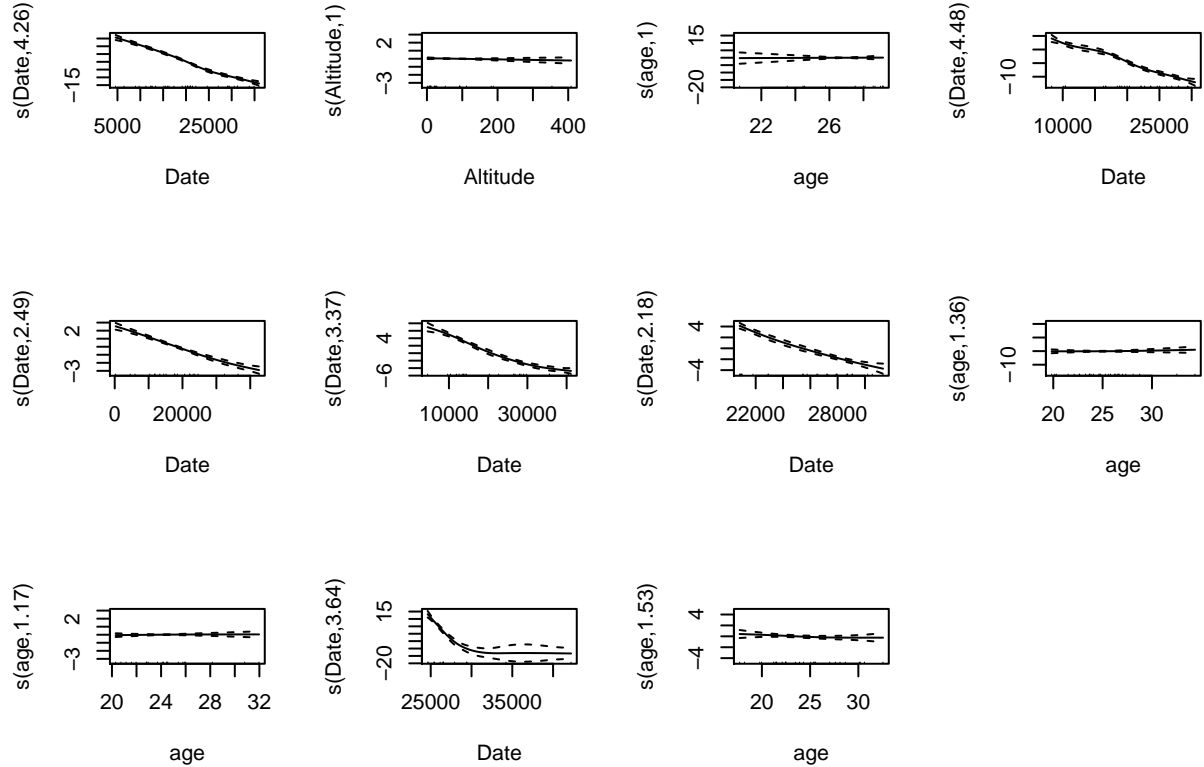 s(Date,4.26)
−15
5000 25000
Date
s(Altitude,1)
2
−3
0 200 400
Altitude
s(age,1)
15
−20
22 26
age
s(Date,4.48)
−10
10000 25000
Date
s(Date,2.49)
2
−3
0 20000
Date
s(Date,3.37)
4
−6
10000 30000
Date
s(Date,2.18)
4
−4
22000 28000
Date
s(age,1.36)
−10
20 25 30
age
s(age,1.17)
2
−3
20 24 28 32
age
s(Date,3.64)
15
−20
25000 35000
Date
s(age,1.53)
4
−4
20 25 30
age